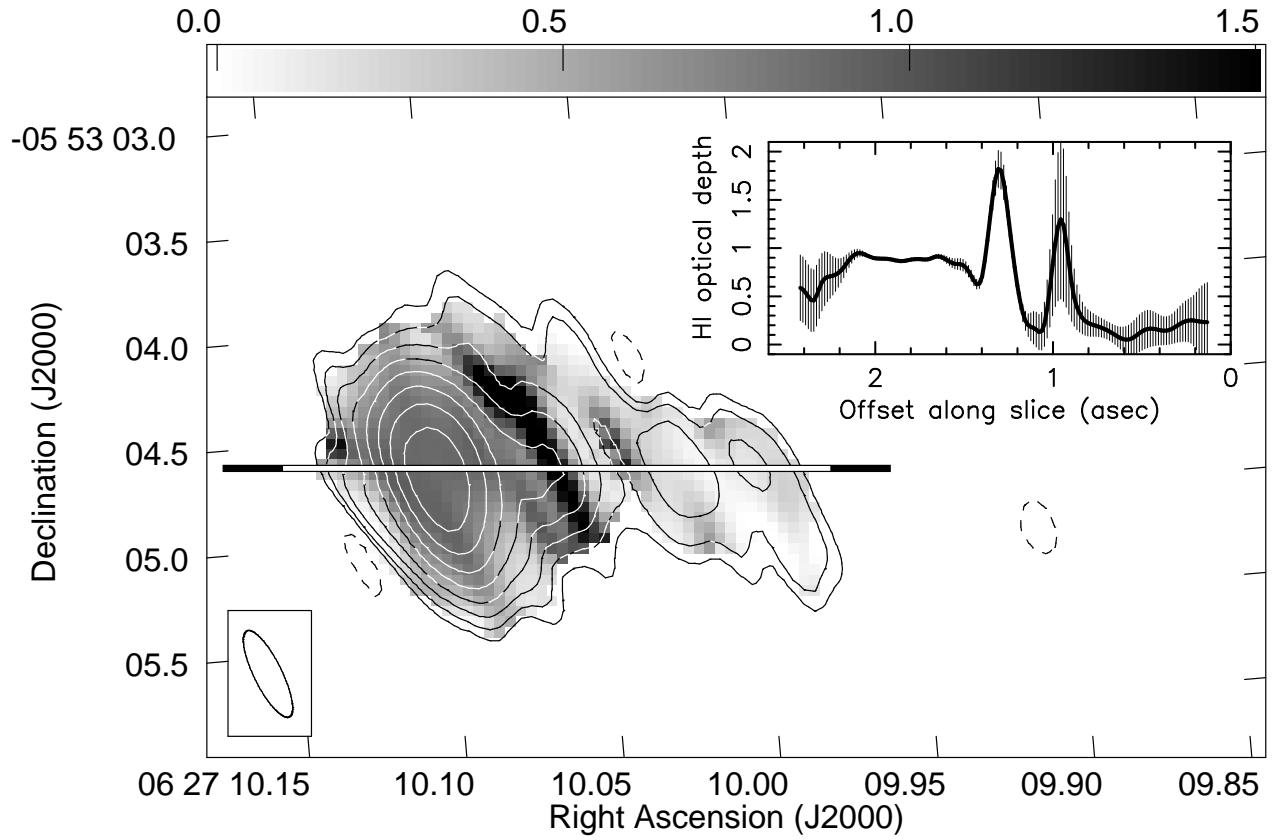 0.0 0.5 1.0 1.5
-05 53 03.0
03.5
04.0
04.5
05.0
05.5
Declination (J2000)
HI optical depth
0 0.5 1 1.5 2
2 1 0
Offset along slice (asec)
06 27 10.15 10.10 10.05 10.00 09.95 09.90 09.85
Right Ascension (J2000)